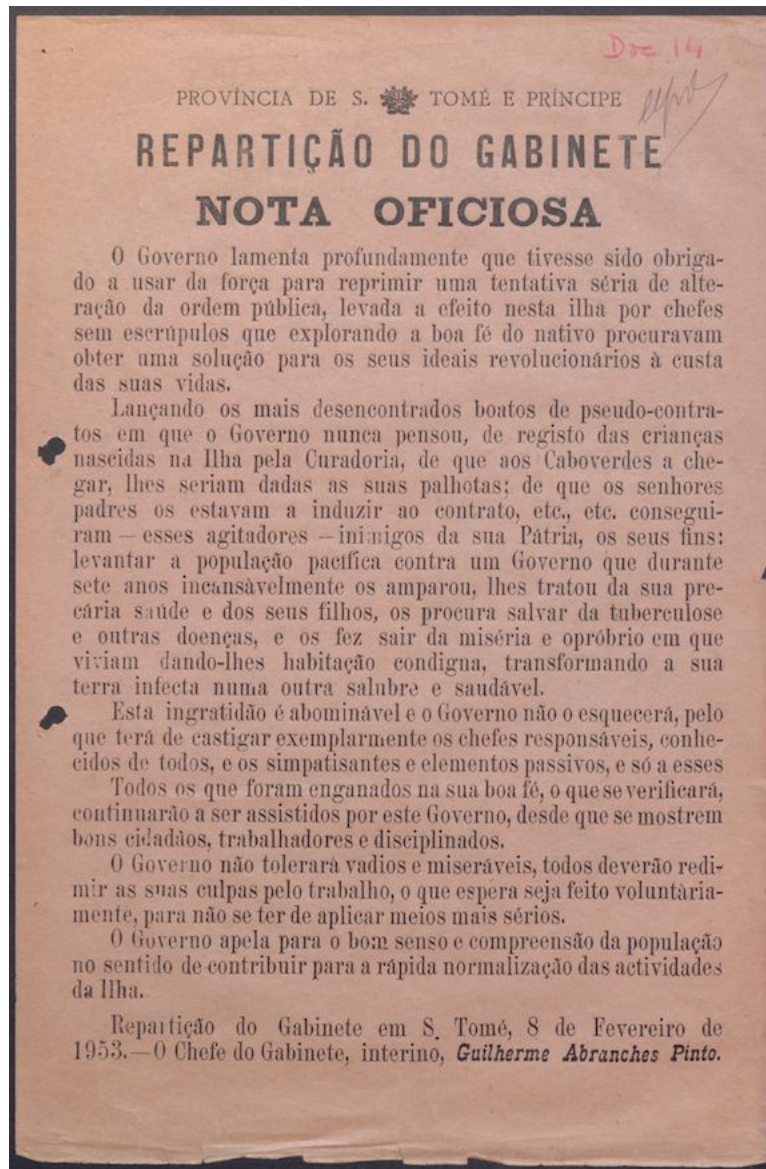 Doc. 14
PROVÍNCIA DE S. TOMÉ E PRÍNCIPE
REPARTIÇÃO DO GABINETE
NOTA OFICIOSA
O Governo lamenta profundamente que tivesse sido obriga-
do a usar da força para reprimir uma tentativa séria de alte-
ração da ordem pública, levada a efeito nesta ilha por chefes
sem escrúpulos que explorando a boa fé do nativo procuravam
obter uma solução para os seus ideais revolucionários à custa
das suas vidas.
Lançando os mais desencontrados boatos de pseudo-contra-
tos em que o Governo nunca pensou, de registo das crianças
nascidas na Ilha pela Curadoria, de que aos Caboverdes a che-
gar, lhes seriam dadas as suas palhotas; de que os senhores
padres os estavam a induzir ao contrato, etc., etc. consegui-
ram — esses agitadores — inimigos da sua Pátria, os seus fins:
levantar a população pacífica contra um Governo que durante
sete anos incansàvelmente os amparou, lhes tratou da sua pre-
cária saúde e dos seus filhos, os procura salvar da tuberculose
e outras doenças, e os fez sair da miséria e opróbrio em que
viviam dando-lhes habitação condigna, transformando a sua
terra infecta numa outra salubre e saudável.
Esta ingratidão é abominável e o Governo não o esquecerá, pelo
que terá de castigar exemplarmente os chefes responsáveis, conhe-
cidos de todos, e os simpatisantes e elementos passivos, e só a esses
Todos os que foram enganados na sua boa fé, o que se verificará,
continuarão a ser assistidos por este Governo, desde que se mostrem
bons cidadãos, trabalhadores e disciplinados.
O Governo não tolerará vadios e miseráveis, todos deverão redi-
mir as suas culpas pelo trabalho, o que espera seja feito voluntària-
mente, para não se ter de aplicar meios mais sérios.
O Governo apela para o bom senso e compreensão da população
no sentido de contribuir para a rápida normalização das actividades
da Ilha.
Repartição do Gabinete em S. Tomé, 8 de Fevereiro de
1953.—O Chefe do Gabinete, interino, Guilherme Abranches Pinto.